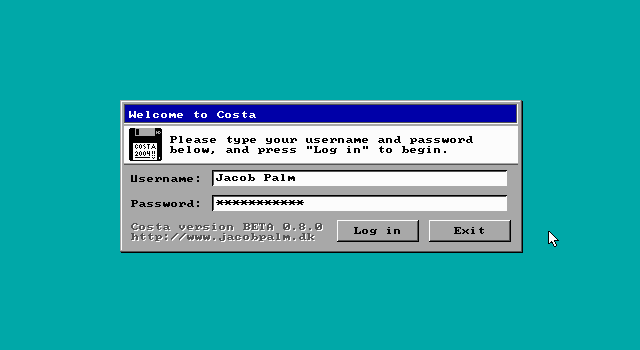 Welcome to Costa
COSTA
2004!!
Please type your username and password
below, and press "Log in" to begin.
Username: Jacob Palm
Password: ***********
Costa version BETA 0.8.0
http://www.jacobpalm.dk
Log in
Exit